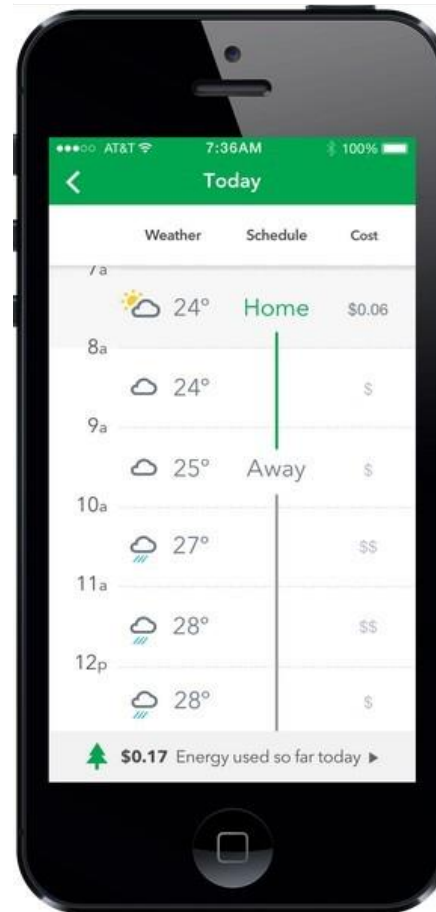 AT&T 7:36AM 100%
Today
Weather Schedule Cost
7a
24° Home $0.06
8a
24° $
9a
25° Away $
10a
27° $$
11a
28° $$
12p
28° $
$0.17 Energy used so far today